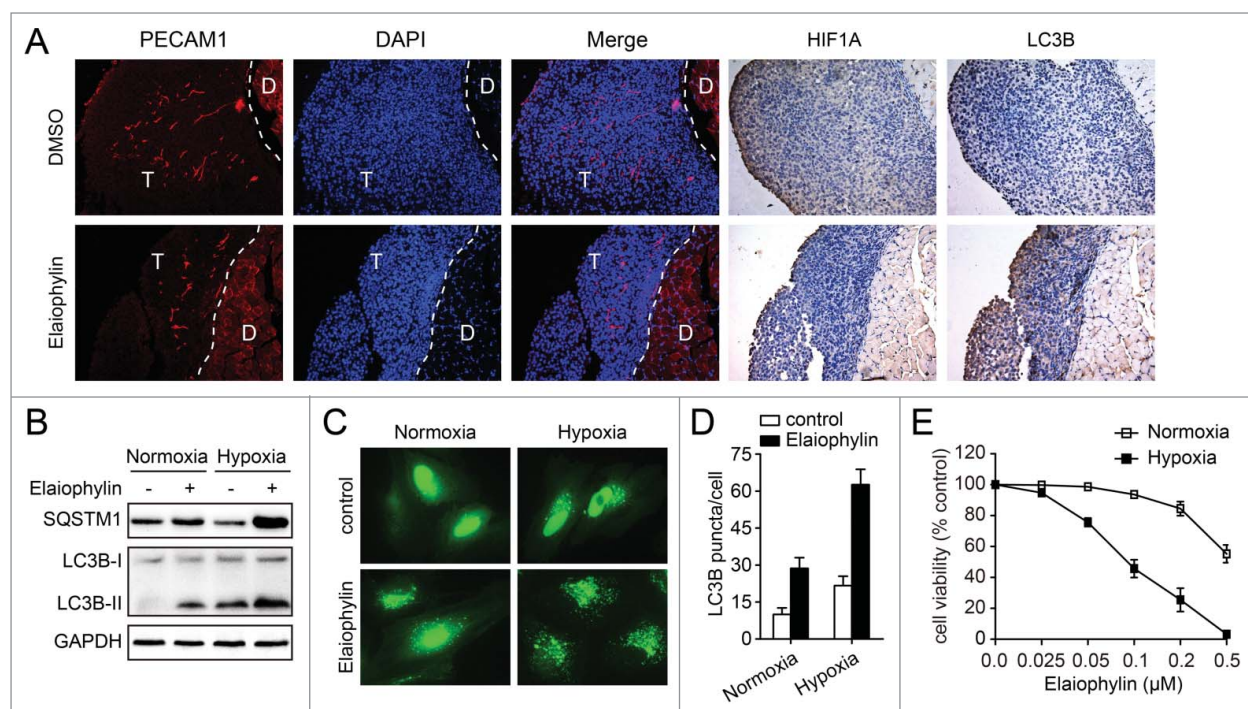 A
PECAM1 DAPI Merge HIF1A LC3B
DMSO
T D T T D
Elaiophylin
T D T D T D
B
Normoxia Hypoxia
Elaiophylin - + - +
SQSTM1
LC3B-I
LC3B-II
GAPDH
C
Normoxia Hypoxia
control
Elaiophylin
D
control
Elaiophylin
LC3B puncta/cell
75
60
45
30
15
0
Normoxia
Hypoxia
E
Normoxia
Hypoxia
cell viability (% control)
120
100
80
60
40
20
0
0.0 0.025 0.05 0.1 0.2 0.5
Elaiophylin (μM)